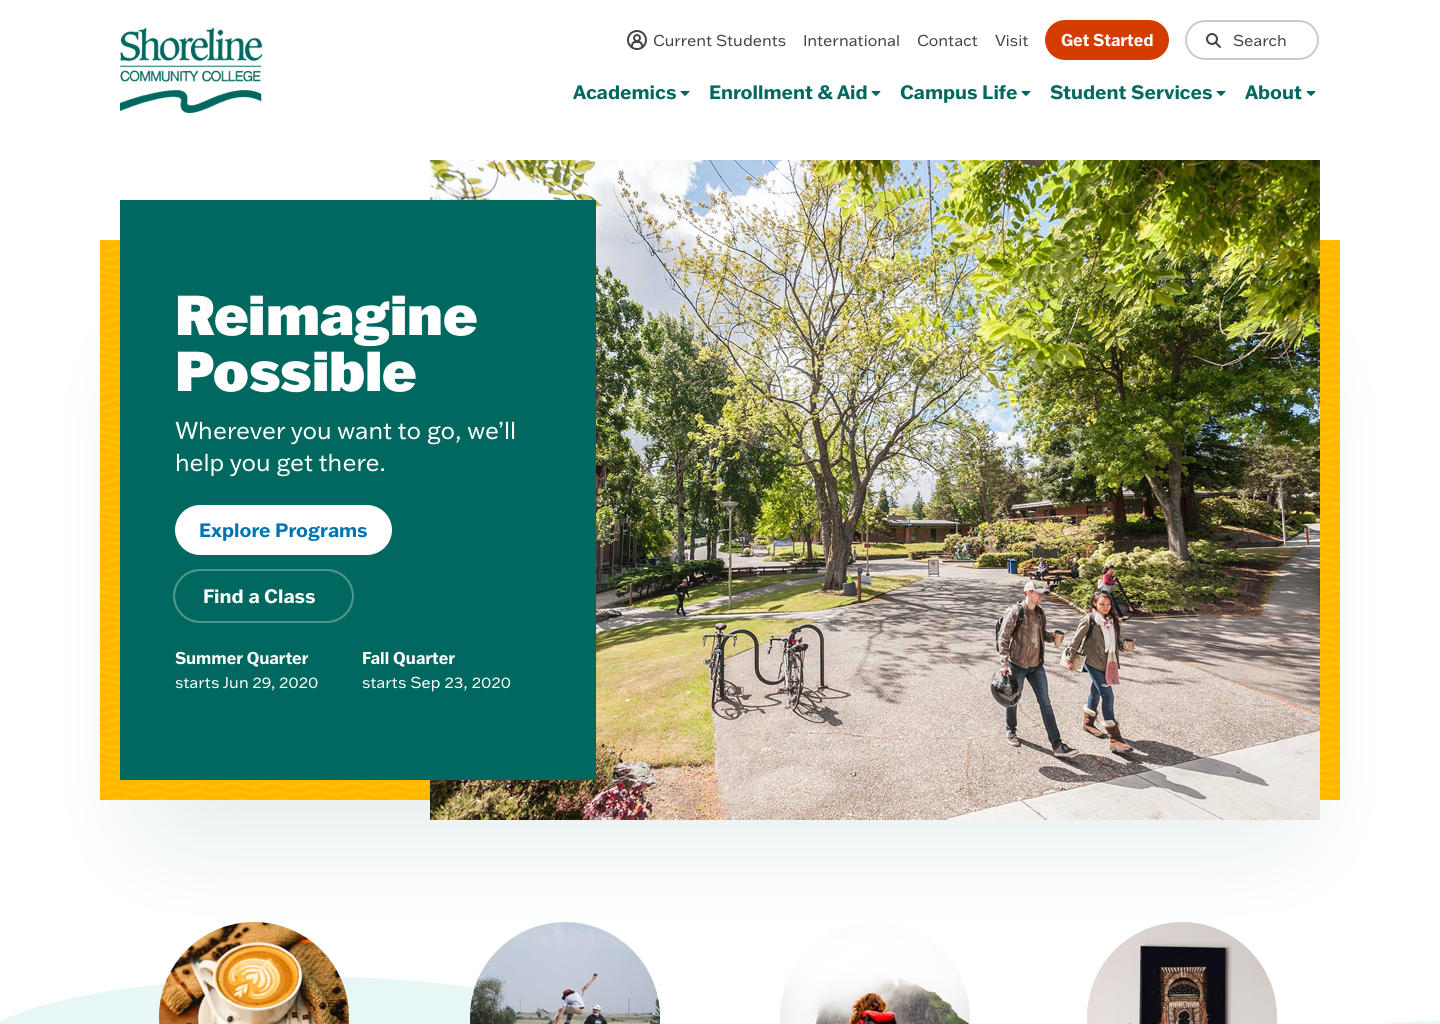 Shoreline
COMMUNITY COLLEGE
Current Students International Contact Visit Get Started Search
Academics Enrollment & Aid Campus Life Student Services About
Reimagine
Possible
Wherever you want to go, we’ll
help you get there.
Explore Programs
Find a Class
Summer Quarter Fall Quarter
starts Jun 29, 2020 starts Sep 23, 2020